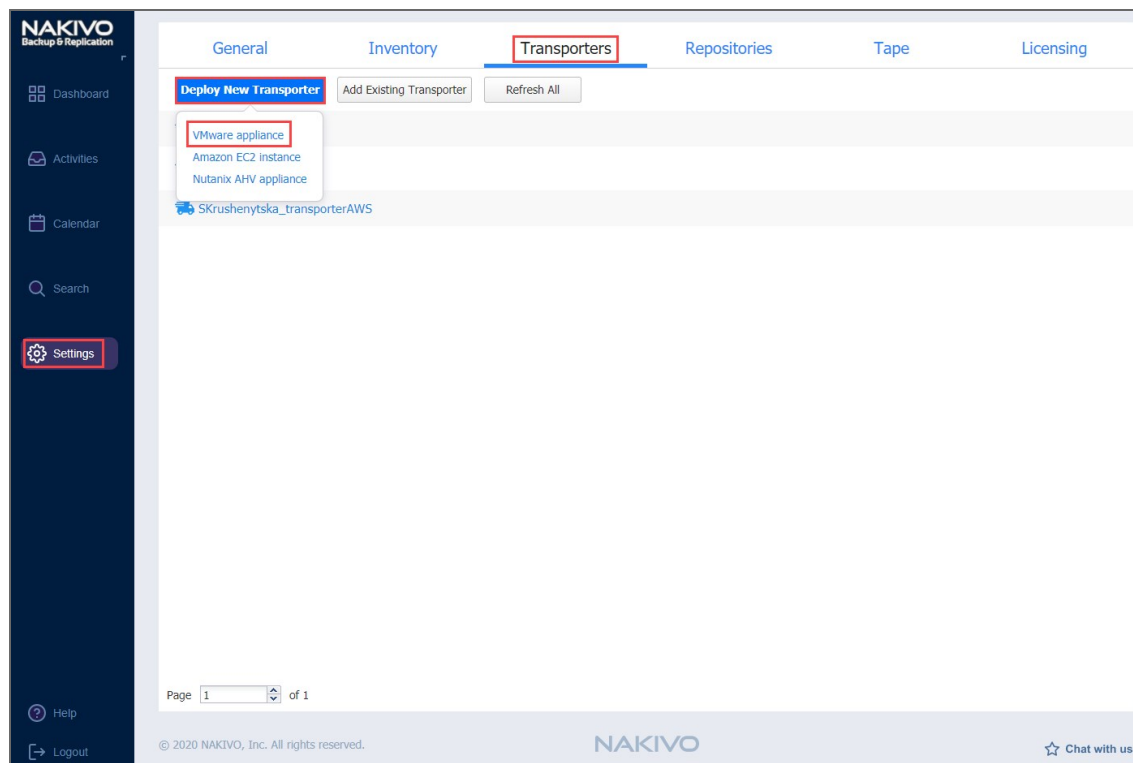 NAKIVO
Backup & Replication
General Inventory Transporters Repositories Tape Licensing
Deploy New Transporter Add Existing Transporter Refresh All
Dashboard
VMware appliance
Amazon EC2 instance
Activities
Nutanix AHV appliance
SKrushenytska_transporterAWS
Calendar
Search
Settings
Page 1 of 1
Help
Logout
© 2020 NAKIVO, Inc. All rights reserved. NAKIVO Chat with us